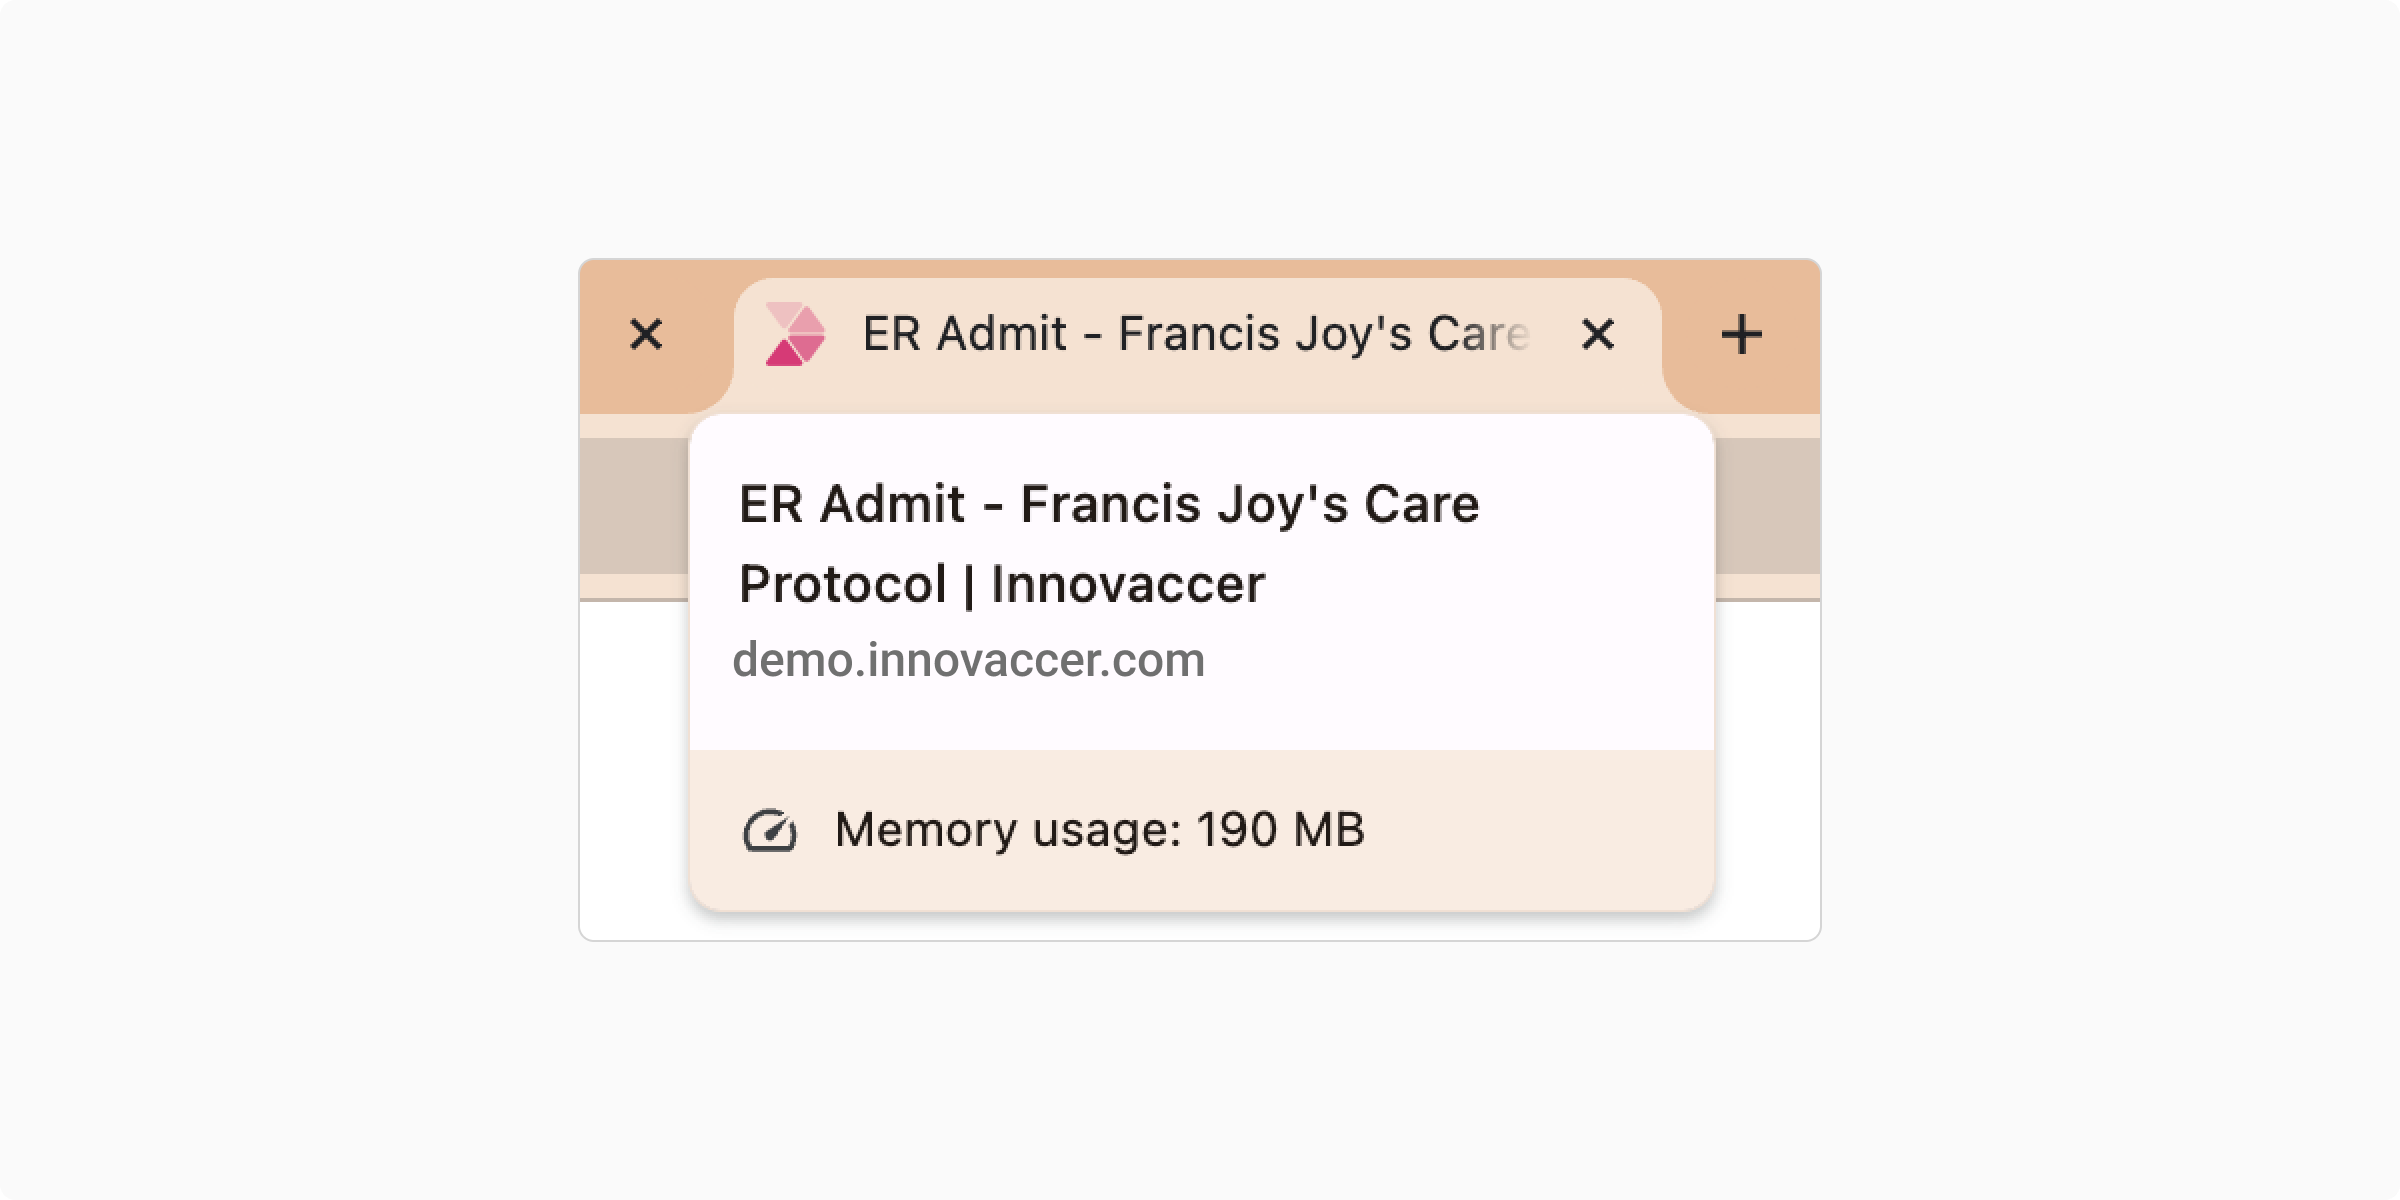 ER Admit - Francis Joy's Care
ER Admit - Francis Joy's Care
Protocol | Innovaccer
demo.innovaccer.com
Memory usage: 190 MB